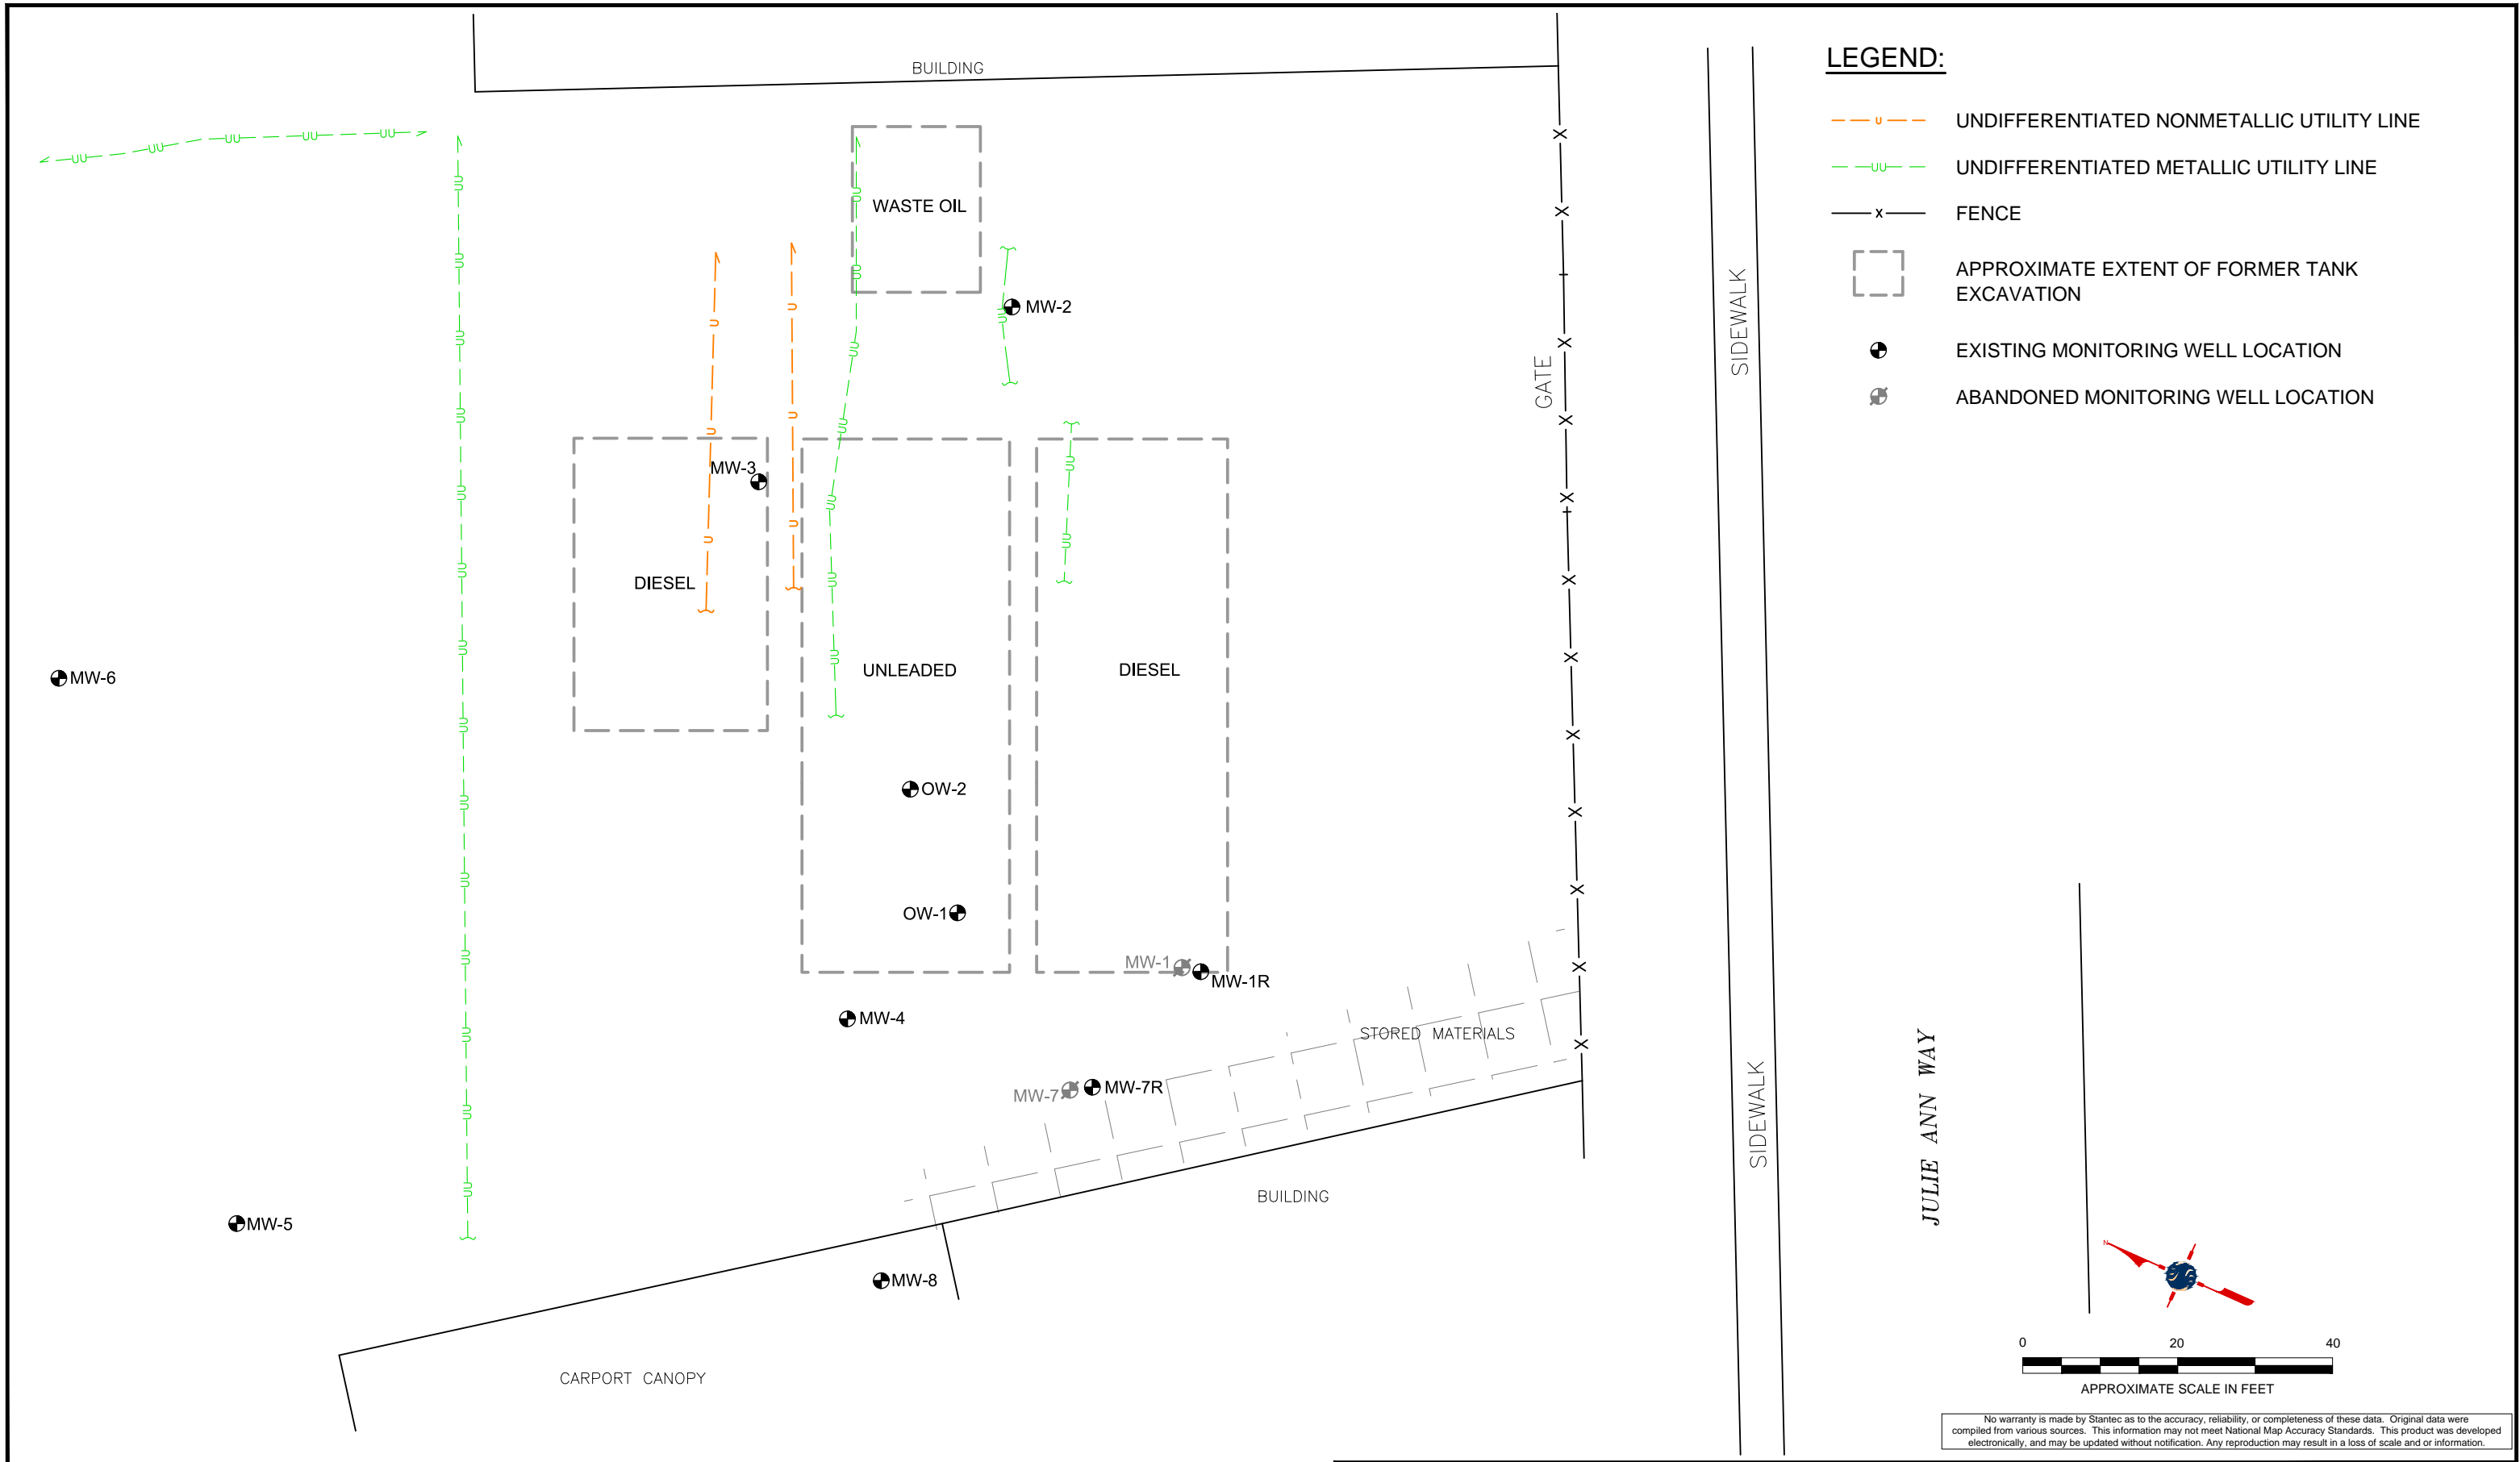 BUILDING
WASTE OIL
MW-2
GATE
SIDEWALK
MW-3
DIESEL
UNLEADED
DIESEL
MW-6
OW-2
OW-1
MW-1
MW-1R
MW-4
STORED MATERIALS
MW-7
MW-7R
BUILDING
MW-5
MW-8
CARPORT CANOPY
SIDEWALK
JULIE ANN WAY
LEGEND:
U
UNDIFFERENTIATED NONMETALLIC UTILITY LINE
UU
UNDIFFERENTIATED METALLIC UTILITY LINE
X
FENCE
APPROXIMATE EXTENT OF FORMER TANK
EXCAVATION
EXISTING MONITORING WELL LOCATION
ABANDONED MONITORING WELL LOCATION
N
0 20 40
APPROXIMATE SCALE IN FEET
No warranty is made by Stantec as to the accuracy, reliability, or completeness of these data. Original data were
compiled from various sources. This information may not meet National Map Accuracy Standards. This product was developed
electronically, and may be updated without notification. Any reproduction may result in a loss of scale and or information.